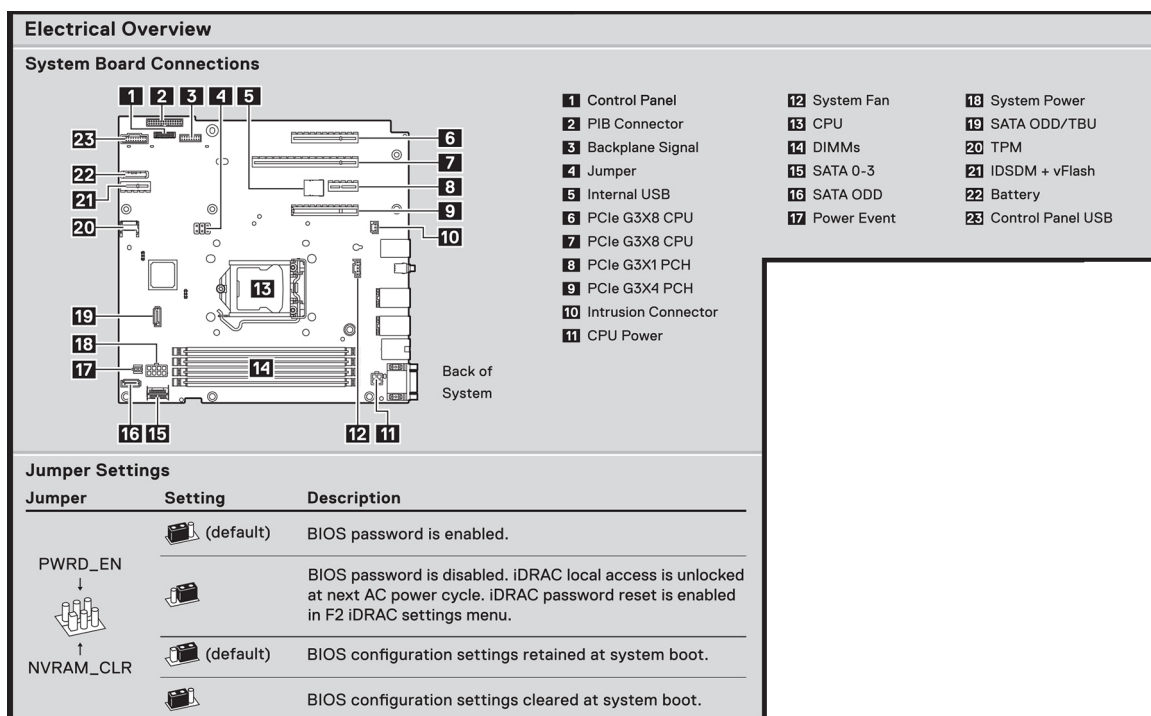 Electrical Overview
System Board Connections
1 2 3 4 5
23
22
21
20
19
18
17
16 15
6
7
8
9
10
13
14
12 11
Back of
System
1 Control Panel
2 PIB Connector
3 Backplane Signal
4 Jumper
5 Internal USB
6 PCIe G3X8 CPU
7 PCIe G3X8 CPU
8 PCIe G3X1 PCH
9 PCIe G3X4 PCH
10 Intrusion Connector
11 CPU Power
12 System Fan
13 CPU
14 DIMMs
15 SATA 0-3
16 SATA ODD
17 Power Event
18 System Power
19 SATA ODD/TBU
20 TPM
21 IDSDM + vFlash
22 Battery
23 Control Panel USB
Jumper Settings
Jumper Setting Description
PWRD_EN
NVRAM_CLR
(default) BIOS password is enabled.
BIOS password is disabled. iDRAC local access is unlocked
at next AC power cycle. iDRAC password reset is enabled
in F2 iDRAC settings menu.
(default) BIOS configuration settings retained at system boot.
BIOS configuration settings cleared at system boot.